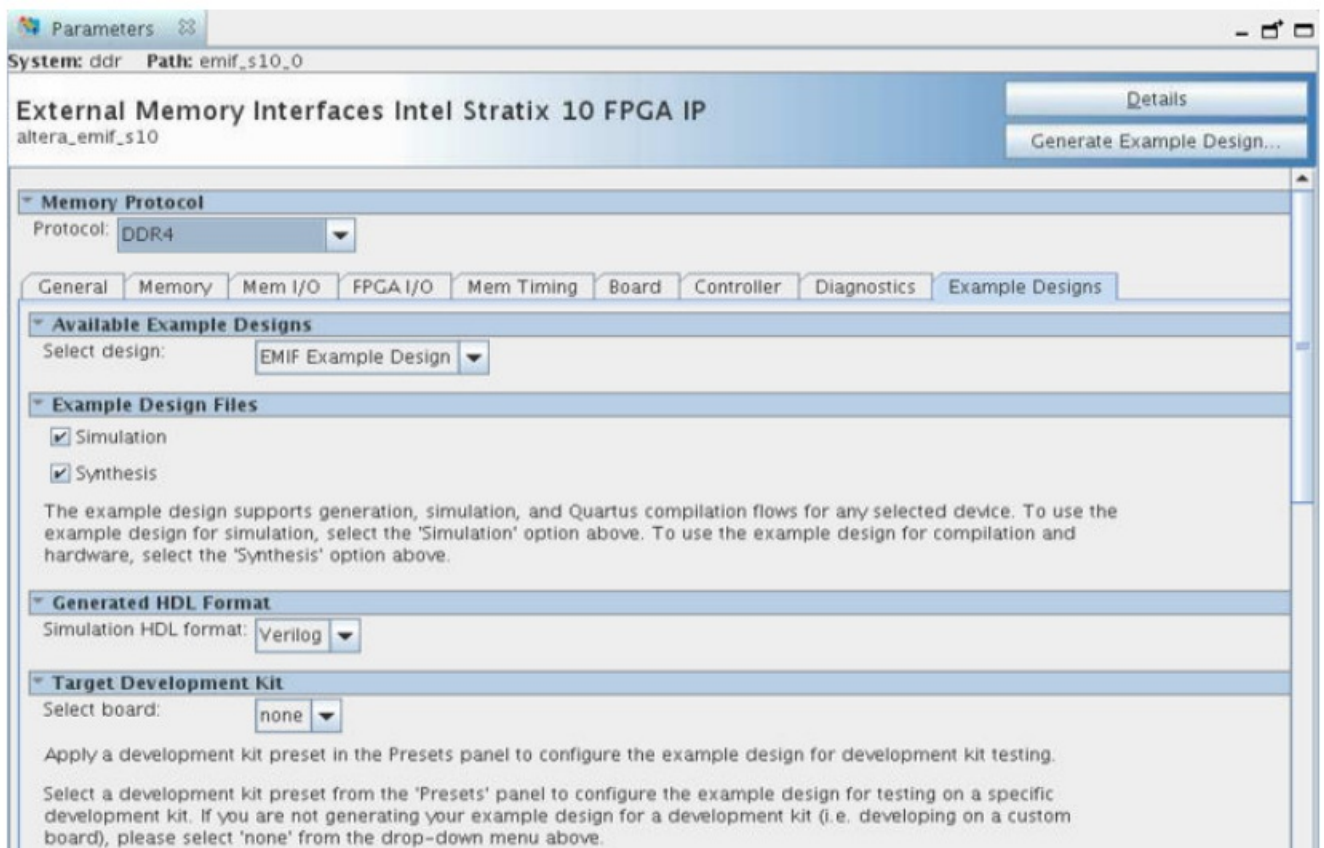 Parameters
System: ddr Path: emif_s10_0
External Memory Interfaces Intel Stratix 10 FPGA IP
altera_emif_s10
Details
Generate Example Design...
Memory Protocol
Protocol: DDR4
General Memory Mem I/O FPGA I/O Mem Timing Board Controller Diagnostics Example Designs
Available Example Designs
Select design: EMIF Example Design
Example Design Files
Simulation
Synthesis
The example design supports generation, simulation, and Quartus compilation flows for any selected device. To use the
example design for simulation, select the 'Simulation' option above. To use the example design for compilation and
hardware, select the 'Synthesis' option above.
Generated HDL Format
Simulation HDL format: Verilog
Target Development Kit
Select board: none
Apply a development kit preset in the Presets panel to configure the example design for development kit testing.
Select a development kit preset from the 'Presets' panel to configure the example design for testing on a specific
development kit. If you are not generating your example design for a development kit (i.e. developing on a custom
board), please select 'none' from the drop-down menu above.